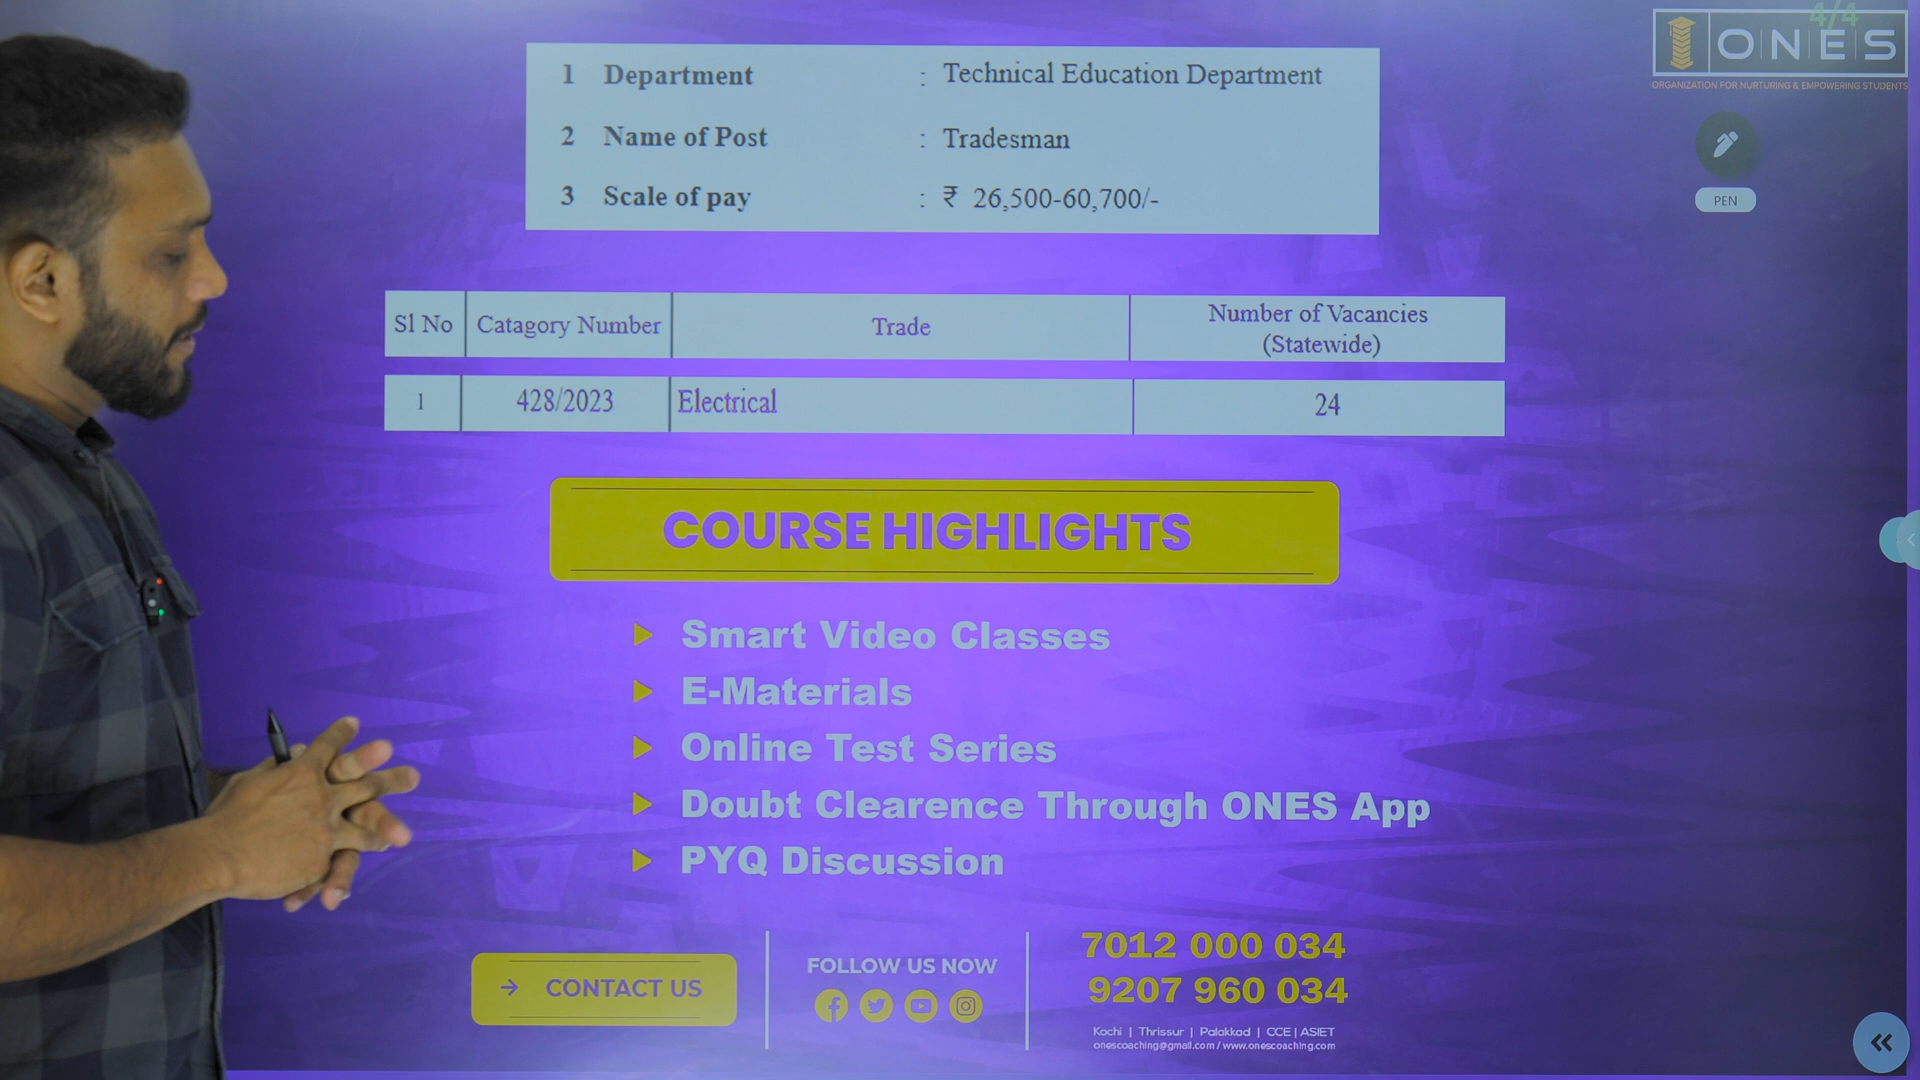 4/4
ONES
ORGANIZATION FOR NURTURING & EMPOWERING STUDENTS
1 Department : Technical Education Department
2 Name of Post : Tradesman
3 Scale of pay : ₹ 26,500-60,700/-
PEN
Sl No Catagory Number Trade Number of Vacancies
(Statewide)
1 428/2023 Electrical 24
COURSE HIGHLIGHTS
Smart Video Classes
E-Materials
Online Test Series
Doubt Clearence Through ONES App
PYQ Discussion
→ CONTACT US
FOLLOW US NOW
7012 000 034
9207 960 034
Kochi | Thrissur | Palakkad | CCE | ASIET
onescoaching@gmail.com / www.onescoaching.com